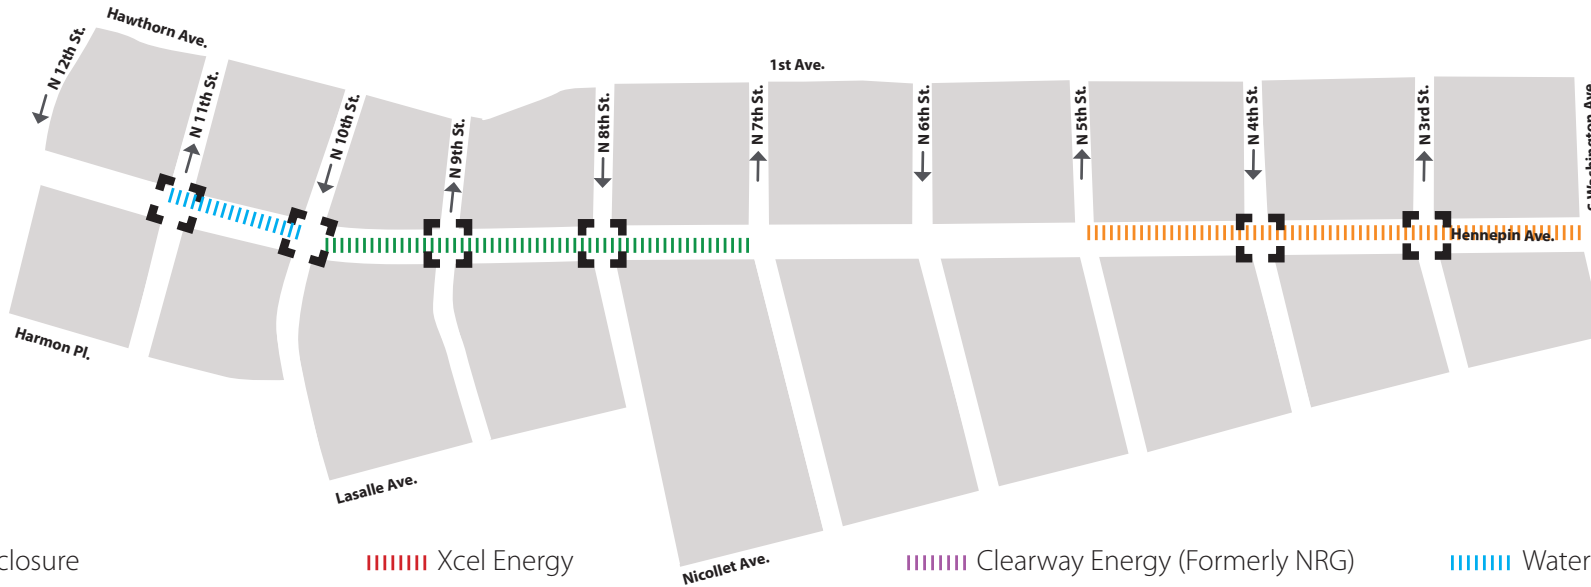 Hawthorn Ave.
N 12th St.
N 11th St.
N 10th St.
N 9th St.
N 8th St.
1st Ave.
N 7th St.
N 6th St.
N 5th St.
N 4th St.
N 3rd St.
S Washington Ave.
Hennepin Ave.
Harmon Pl.
Lasalle Ave.
Nicollet Ave.
closure
Xcel Energy
Clearway Energy (Formerly NRG)
Water